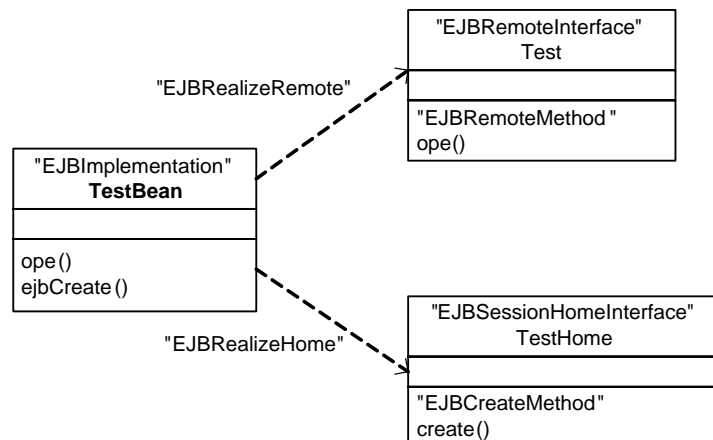 "EJBRemoteInterface"
Test
"EJBRealizeRemote"
"EJBRemoteMethod"
ope()
"EJBImplementation"
TestBean
ope()
ejbCreate()
"EJBSessionHomeInterface"
TestHome
"EJBRealizeHome"
"EJBCreateMethod"
create()